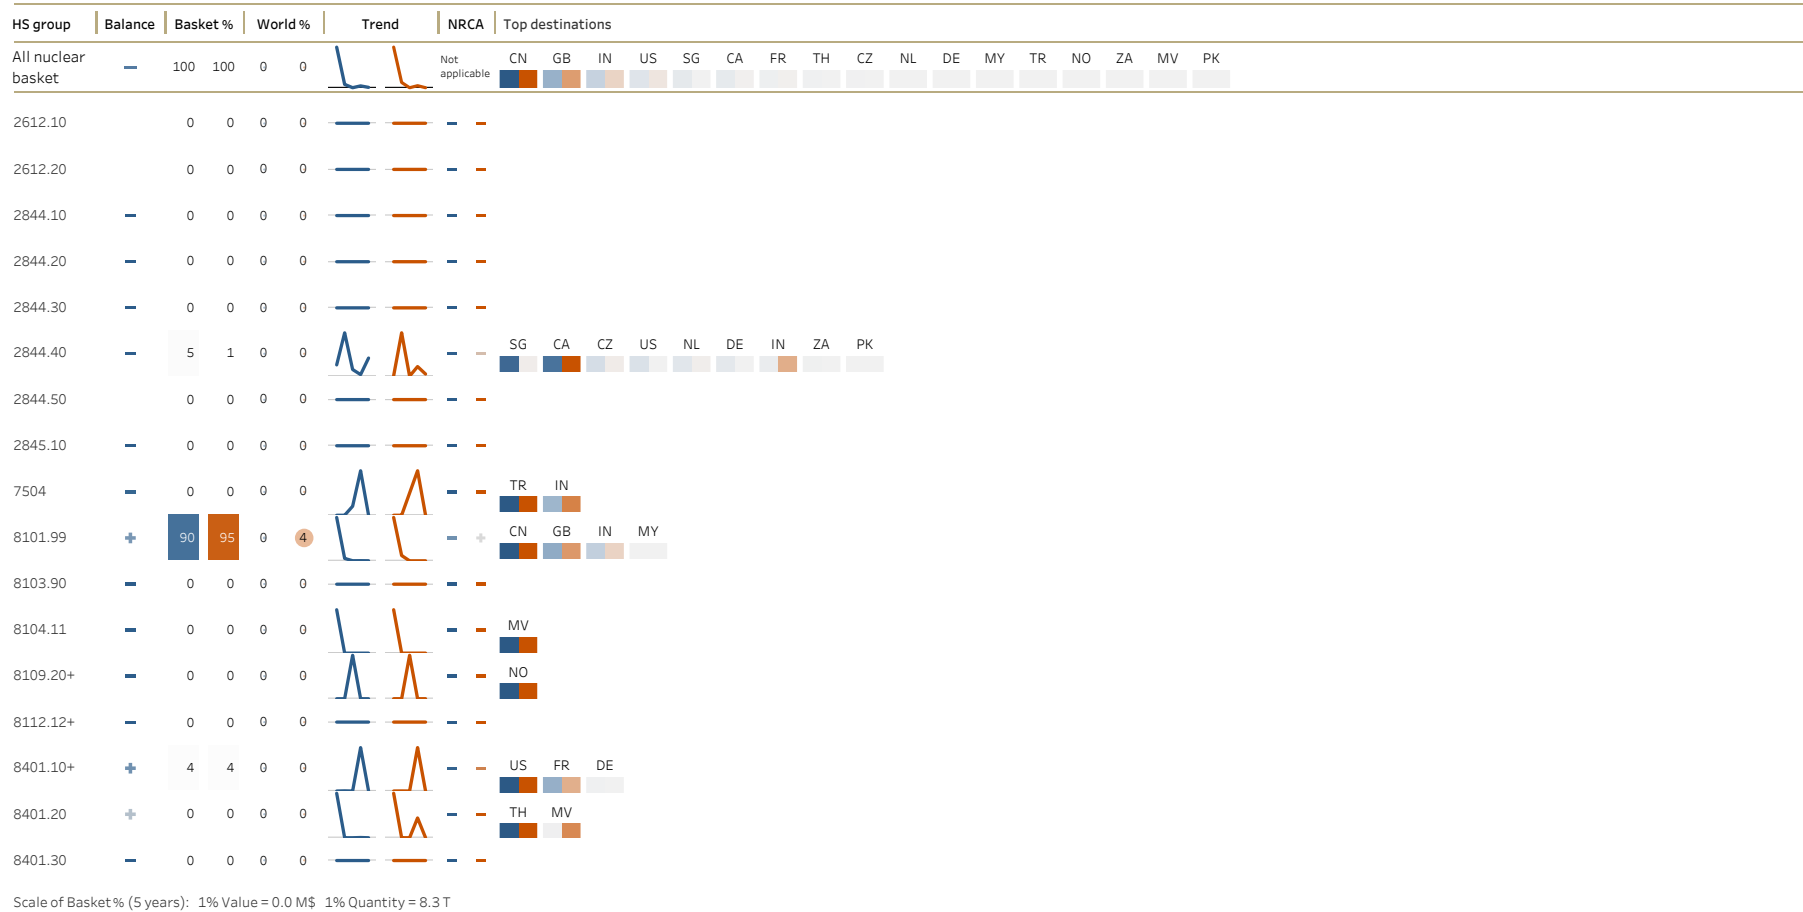 HS group Balance Basket % World % Trend NRCA Top destinations
All nuclear basket 100 100 0 0 Not applicable CN GB IN US SG CA FR TH CZ NL DE MY TR NO ZA MV PK
2612.10 0 0 0 0
2612.20 0 0 0 0
2844.10 0 0 0 0
2844.20 0 0 0 0
2844.30 0 0 0 0
2844.40 5 1 0 0 SG CA CZ US NL DE IN ZA PK
2844.50 0 0 0 0
2845.10 0 0 0 0
7504 0 0 0 0 TR IN
8101.99 90 95 0 4 CN GB IN MY
8103.90 0 0 0 0
8104.11 0 0 0 0 MV
8109.20+ 0 0 0 0 NO
8112.12+ 0 0 0 0
8401.10+ 4 4 0 0 US FR DE
8401.20 0 0 0 0 TH MV
8401.30 0 0 0 0
Scale of Basket% (5 years): 1% Value = 0.0 M$ 1% Quantity = 8.3 T